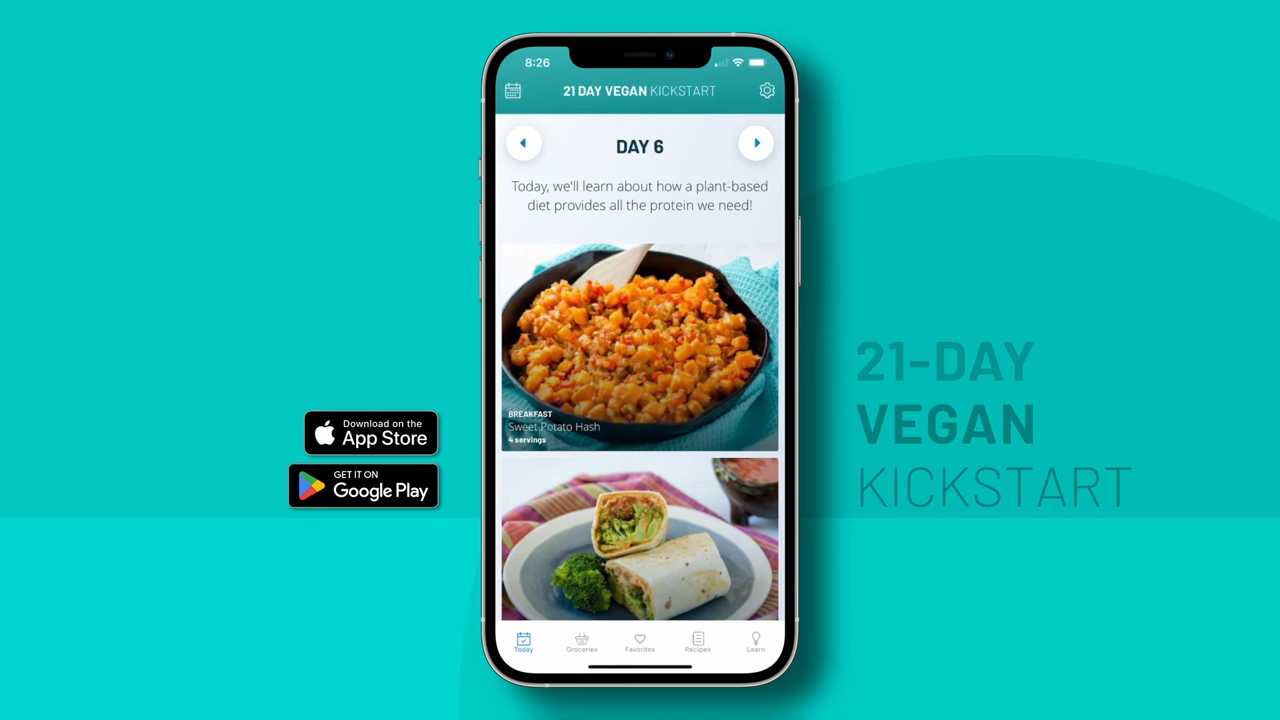 8:26
21 DAY VEGAN KICKSTART
DAY 6
Today, we'll learn about how a plant-based
diet provides all the protein we need!
BREAKFAST
Sweet Potato Hash
4 servings
Today
Groceries
Favorites
Recipes
Learn
Download on the
App Store
GET IT ON
Google Play
21-DAY
VEGAN
KICKSTART